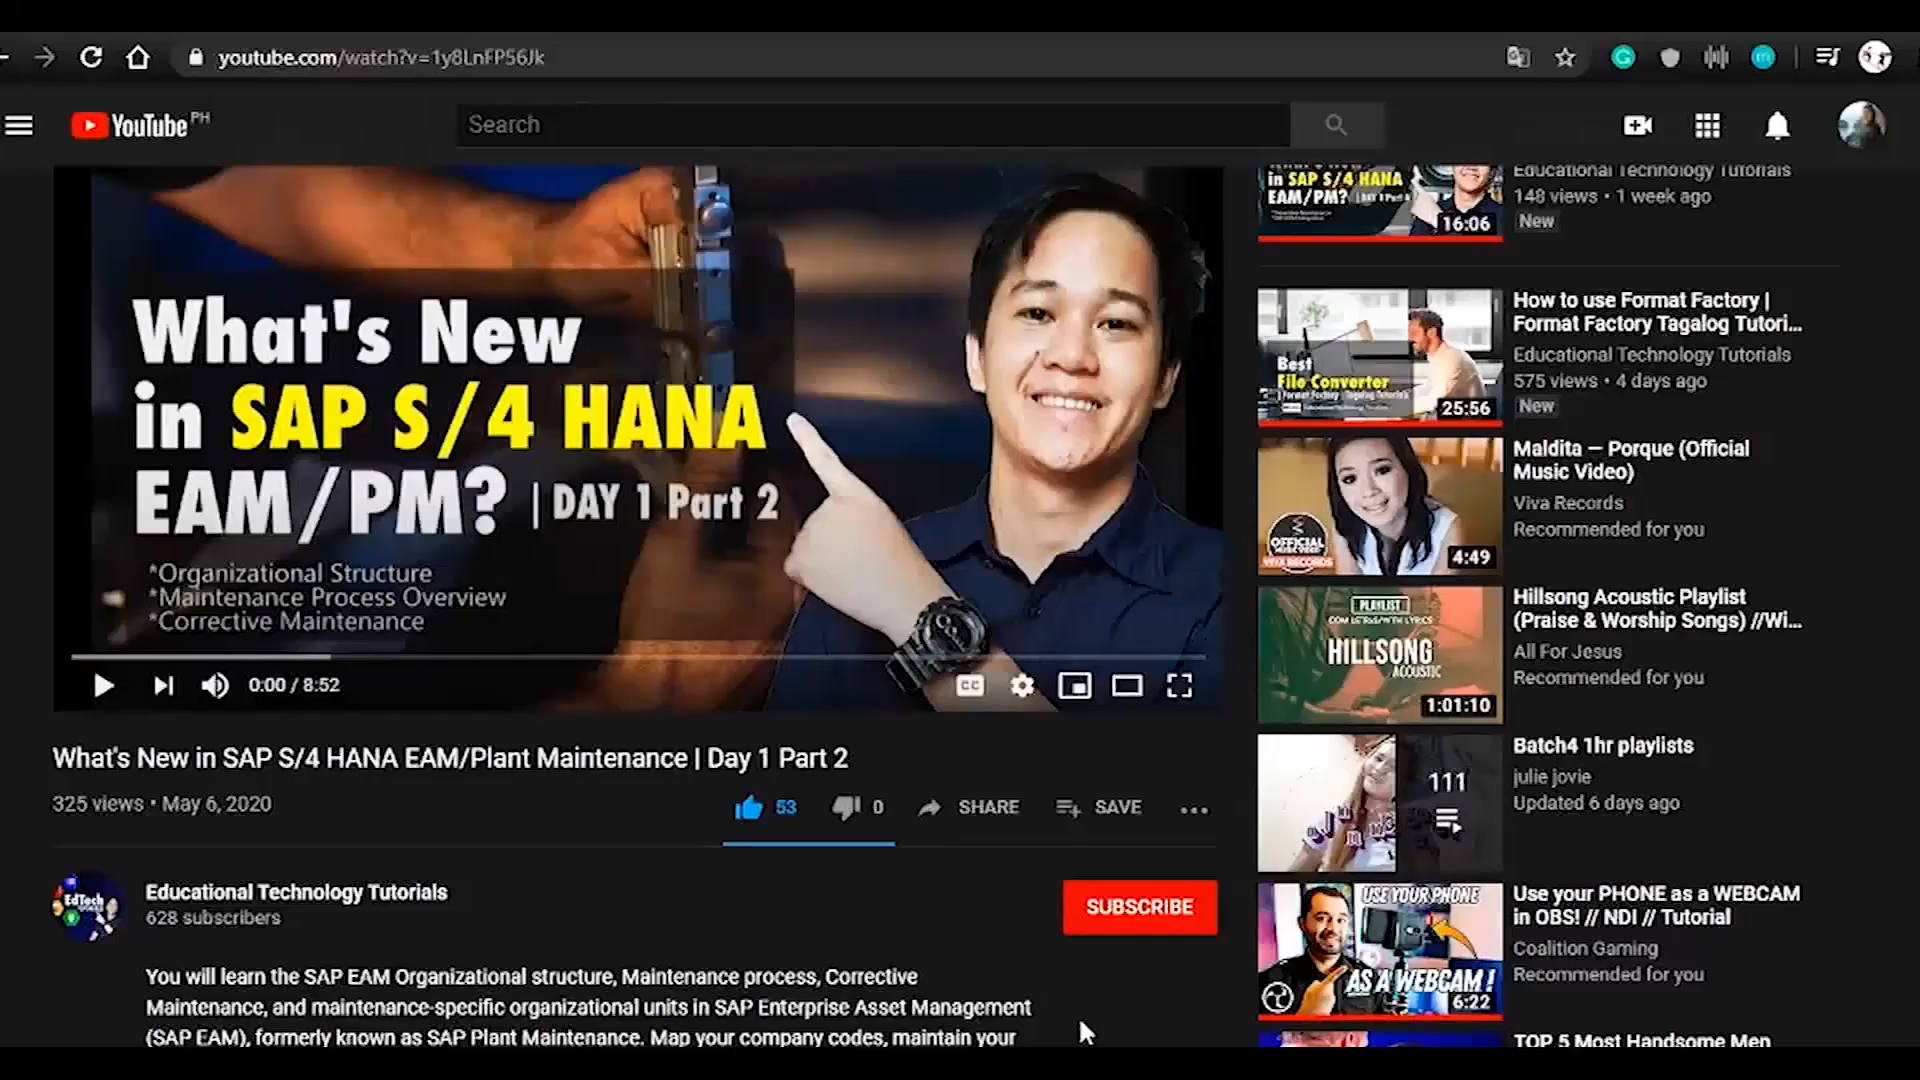 youtube.com/watch?v=1y8LnFP56Jk
YouTube PH
Search
What's New
in SAP S/4 HANA
EAM/PM? | DAY 1 Part 2
*Organizational Structure
*Maintenance Process Overview
*Corrective Maintenance
0:00 / 8:52
CC
What's New in SAP S/4 HANA EAM/Plant Maintenance | Day 1 Part 2
325 views • May 6, 2020
53
0
SHARE
SAVE
EdTech
Educational Technology Tutorials
628 subscribers
SUBSCRIBE
You will learn the SAP EAM Organizational structure, Maintenance process, Corrective
Maintenance, and maintenance-specific organizational units in SAP Enterprise Asset Management
(SAP EAM), formerly known as SAP Plant Maintenance. Map your company codes, maintain your
in SAP S/4 HANA
EAM/PM?
16:06
Educational Technology Tutorials
148 views • 1 week ago
New
Best
File Converter
25:56
How to use Format Factory |
Format Factory Tagalog Tutori...
Educational Technology Tutorials
575 views • 4 days ago
New
OFFICIAL
VIVA RECORDS
4:49
Maldita — Porque (Official
Music Video)
Viva Records
Recommended for you
PLAYLIST
HILLSONG
ACOUSTIC
1:01:10
Hillsong Acoustic Playlist
(Praise & Worship Songs) //Wi...
All For Jesus
Recommended for you
111
Batch4 1hr playlists
julie jovie
Updated 6 days ago
USE YOUR PHONE
AS A WEBCAM!
6:22
Use your PHONE as a WEBCAM
in OBS! // NDI // Tutorial
Coalition Gaming
Recommended for you
TOP 5 Most Handsome Men